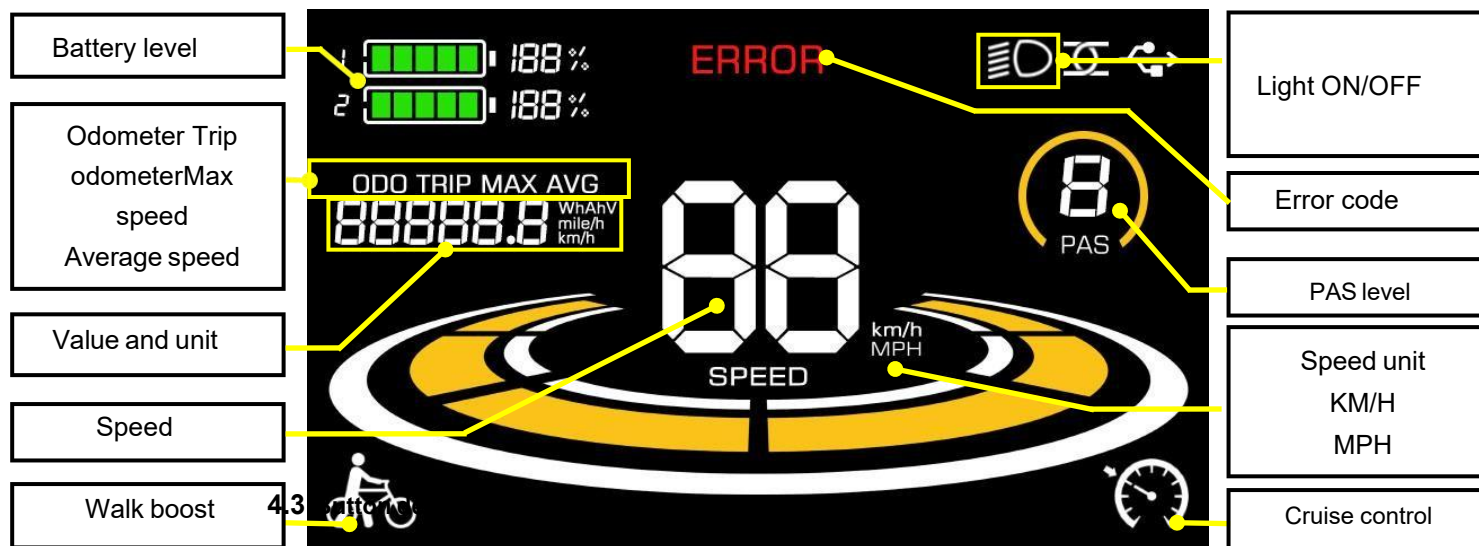 Battery level
1 188 %
2 188 %
ERROR
Light ON/OFF
Odometer Trip
odometerMax
speed
Average speed
ODO TRIP MAX AVG
88888.8
WhAhV
mile/h
km/h
8
PAS
Error code
PAS level
Value and unit
88
km/h
MPH
SPEED
Speed unit
KM/H
MPH
Speed
Walk boost
4.3
Cruise control